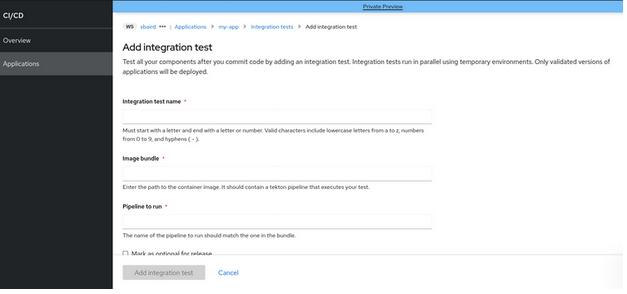 Private Preview
CI/CD
Overview
Applications
WS sbaird ••• | Applications > my-app > Integration tests > Add integration test
Add integration test
Test all your components after you commit code by adding an integration test. Integration tests run in parallel using temporary environments. Only validated versions of
applications will be deployed.
Integration test name *
Must start with a letter and end with a letter or number. Valid characters include lowercase letters from a to z, numbers
from 0 to 9, and hyphens ( - ).
Image bundle *
Enter the path to the container image. It should contain a tekton pipeline that executes your test.
Pipeline to run *
The name of the pipeline to run should match the one in the bundle.
Mark as optional for release
Add integration test
Cancel